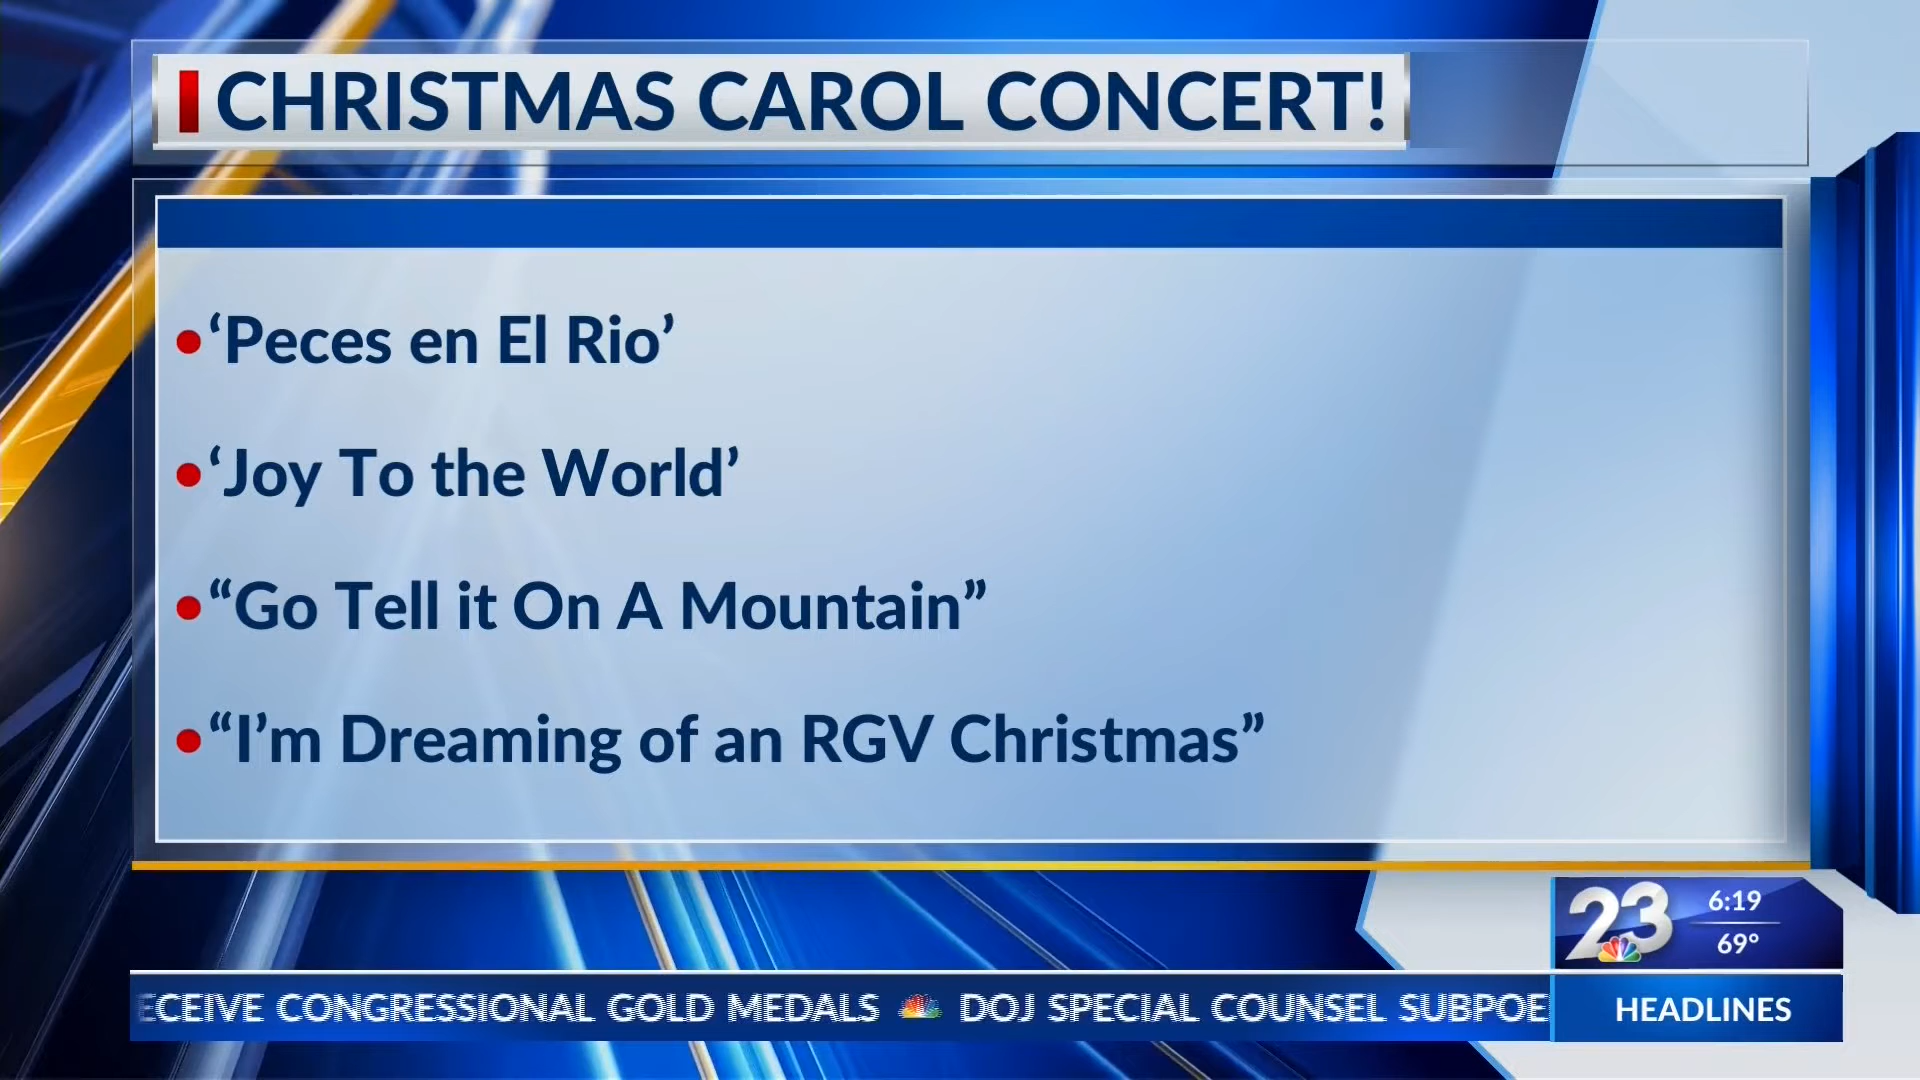 CHRISTMAS CAROL CONCERT!
‘Peces en El Rio’
‘Joy To the World’
“Go Tell it On A Mountain”
“I’m Dreaming of an RGV Christmas”
23
6:19
69°
ECEIVE CONGRESSIONAL GOLD MEDALS DOJ SPECIAL COUNSEL SUBPOE
HEADLINES